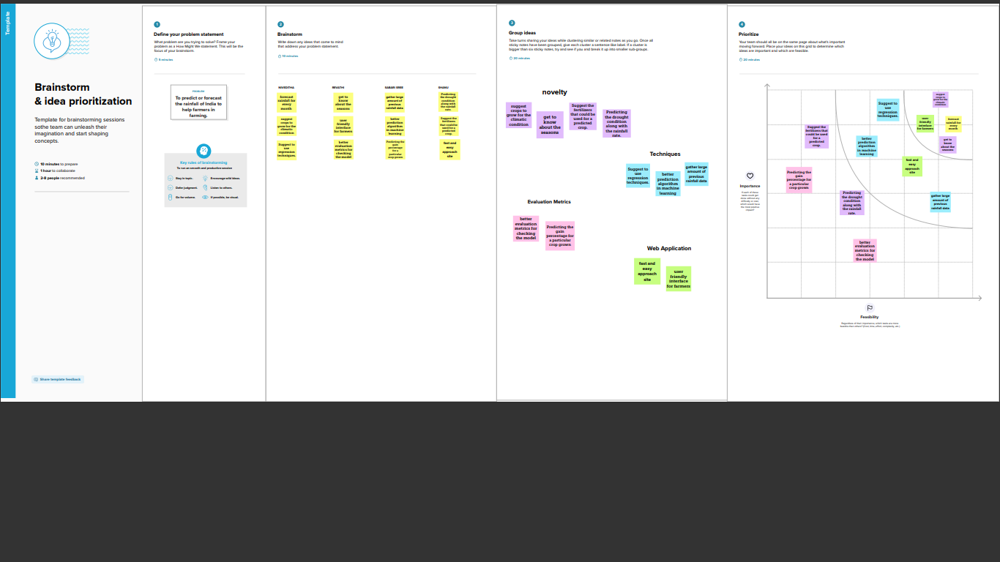 Template
Brainstorm
& idea prioritization
Template for brainstorming sessions
sothe team can unleash their
imagination and start shaping
concepts.
10 minutes to prepare
1 hour to collaborate
2-8 people recommended
Share template feedback
1
Define your problem statement
What problem are you trying to solve? Frame your
problem as a How Might We statement. This will be the
focus of your brainstorm.
5 minutes
PROBLEM
To predict or forecast
the rainfall of India to
help farmers in
farming.
Key rules of brainstorming
To run an smooth and productive session
Stay in topic.
Encourage wild ideas.
Defer judgment.
Listen to others.
Go for volume.
If possible, be visual.
2
Brainstorm
Write down any ideas that come to mind
that address your problem statement.
10 minutes
NIVEDITHA
REVATHI
SABARI SREE
SHANU
forecast
rainfall for
every
month
get to
know
about the
seasons
gather large
amount of
previous
rainfall data
Predicting
the drought
condition
along with
the rainfall
rate.
suggest
crops to
grow for the
climatic
condition
user
friendly
interface
for farmers
better
prediction
algorithm
in machine
learning
Suggest the
fertilizers
that could be
used for a
predicted
crop.
Suggest to
use
regression
techniques.
better
evaluation
metrics for
checking
the model
Predicting the
gain
percentage
for a
particular
crop grown
fast and
easy
approach
site
3
Group ideas
Take turns sharing your ideas while clustering similar or related notes as you go. Once all
sticky notes have been grouped, give each cluster a sentence-like label. If a cluster is
bigger than six sticky notes, try and see if you and break it up into smaller sub-groups.
20 minutes
novelty
suggest
crops to
grow for the
climatic
condition
get to
know
about the
seasons
Suggest the
fertilizers
that could be
used for a
predicted
crop.
Predicting
the drought
condition
along with
the rainfall
rate.
Techniques
Suggest to
use
regression
techniques.
better
prediction
algorithm
in machine
learning
gather large
amount of
previous
rainfall data
Evaluation Metrics
better
evaluation
metrics for
checking
the model
Predicting the
gain
percentage for
a particular
crop grown
Web Application
fast and
easy
approach
site
user
friendly
interface
for farmers
4
Prioritize
Your team should all be on the same page about what's important
moving forward. Place your ideas on this grid to determine which
ideas are important and which are feasible.
20 minutes
Importance
If each of these
tasks could get
done without any
difficulty or cost,
which would have
the most positive
impact?
suggest
crops to
grow for the
climatic
condition
Suggest to
use
regression
techniques.
user
friendly
interface
for farmers
forecast
rainfall for
every
month
Suggest the
fertilizers that
could be used
for a
predicted
crop.
better
prediction
algorithm
in machine
learning
get to
know
about the
seasons
fast and
easy
approach
site
Predicting the
gain
percentage for
a particular
crop grown
Predicting
the drought
condition
along with
the rainfall
rate.
gather large
amount of
previous
rainfall data
better
evaluation
metrics for
checking
the model
Feasibility
Regardless of their importance, which tasks are more
feasible than others? (Cost, time, effort, complexity, etc.)